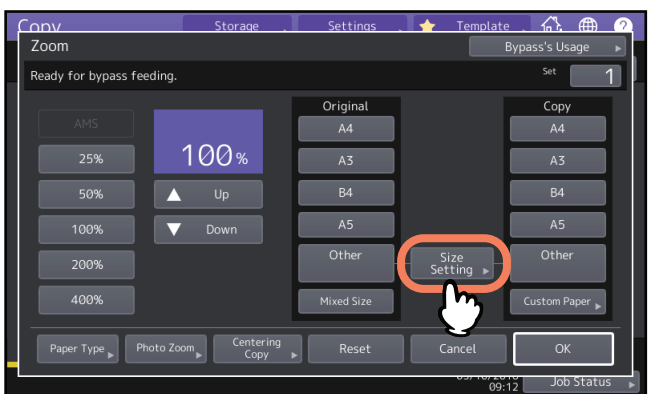 Copy
Storage
Settings
Template
?
Zoom
Bypass's Usage
Ready for bypass feeding.
Set
1
AMS
25%
50%
100%
200%
400%
100%
Up
Down
Original
A4
A3
B4
A5
Other
Mixed Size
Size
Setting
Copy
A4
A3
B4
A5
Other
Custom Paper
Paper Type
Photo Zoom
Centering
Copy
Reset
Cancel
OK
09:12
Job Status